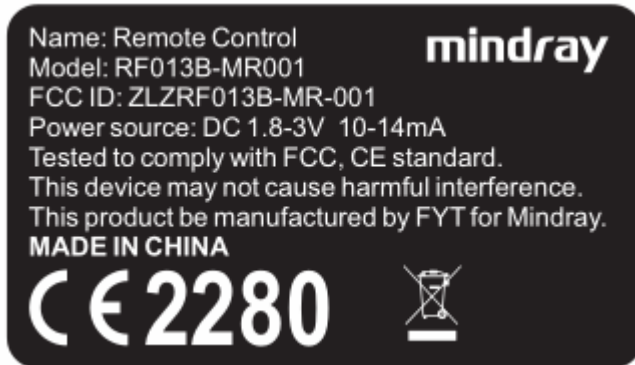 Name: Remote Control
mindray
Model: RF013B-MR001
FCC ID: ZLZRF013B-MR-001
Power source: DC 1.8-3V 10-14mA
Tested to comply with FCC, CE standard.
This device may not cause harmful interference.
This product be manufactured by FYT for Mindray.
MADE IN CHINA
CE 2280